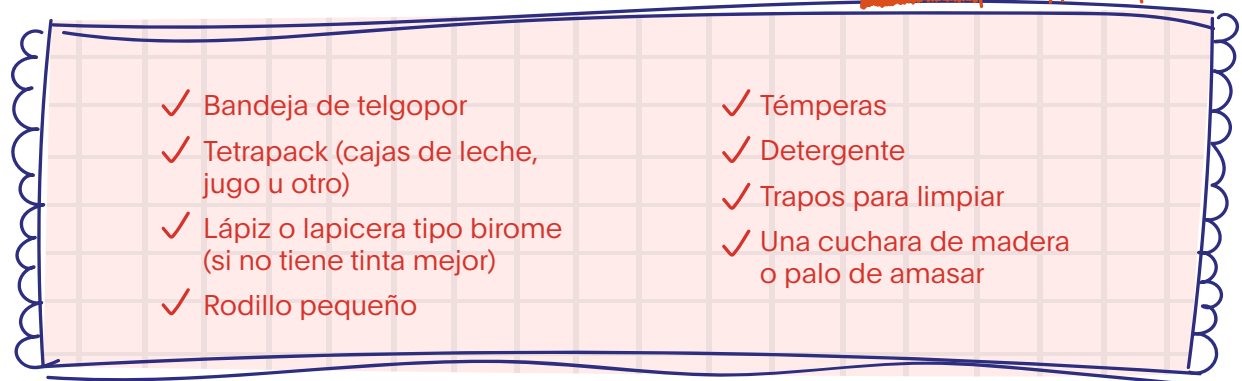 Bandeja de telgopor
Tetrapack (cajas de leche,
jugo u otro)
Lápiz o lapicera tipo birome
(si no tiene tinta mejor)
Rodillo pequeño
Témperas
Detergente
Trapos para limpiar
Una cuchara de madera
o palo de amasar